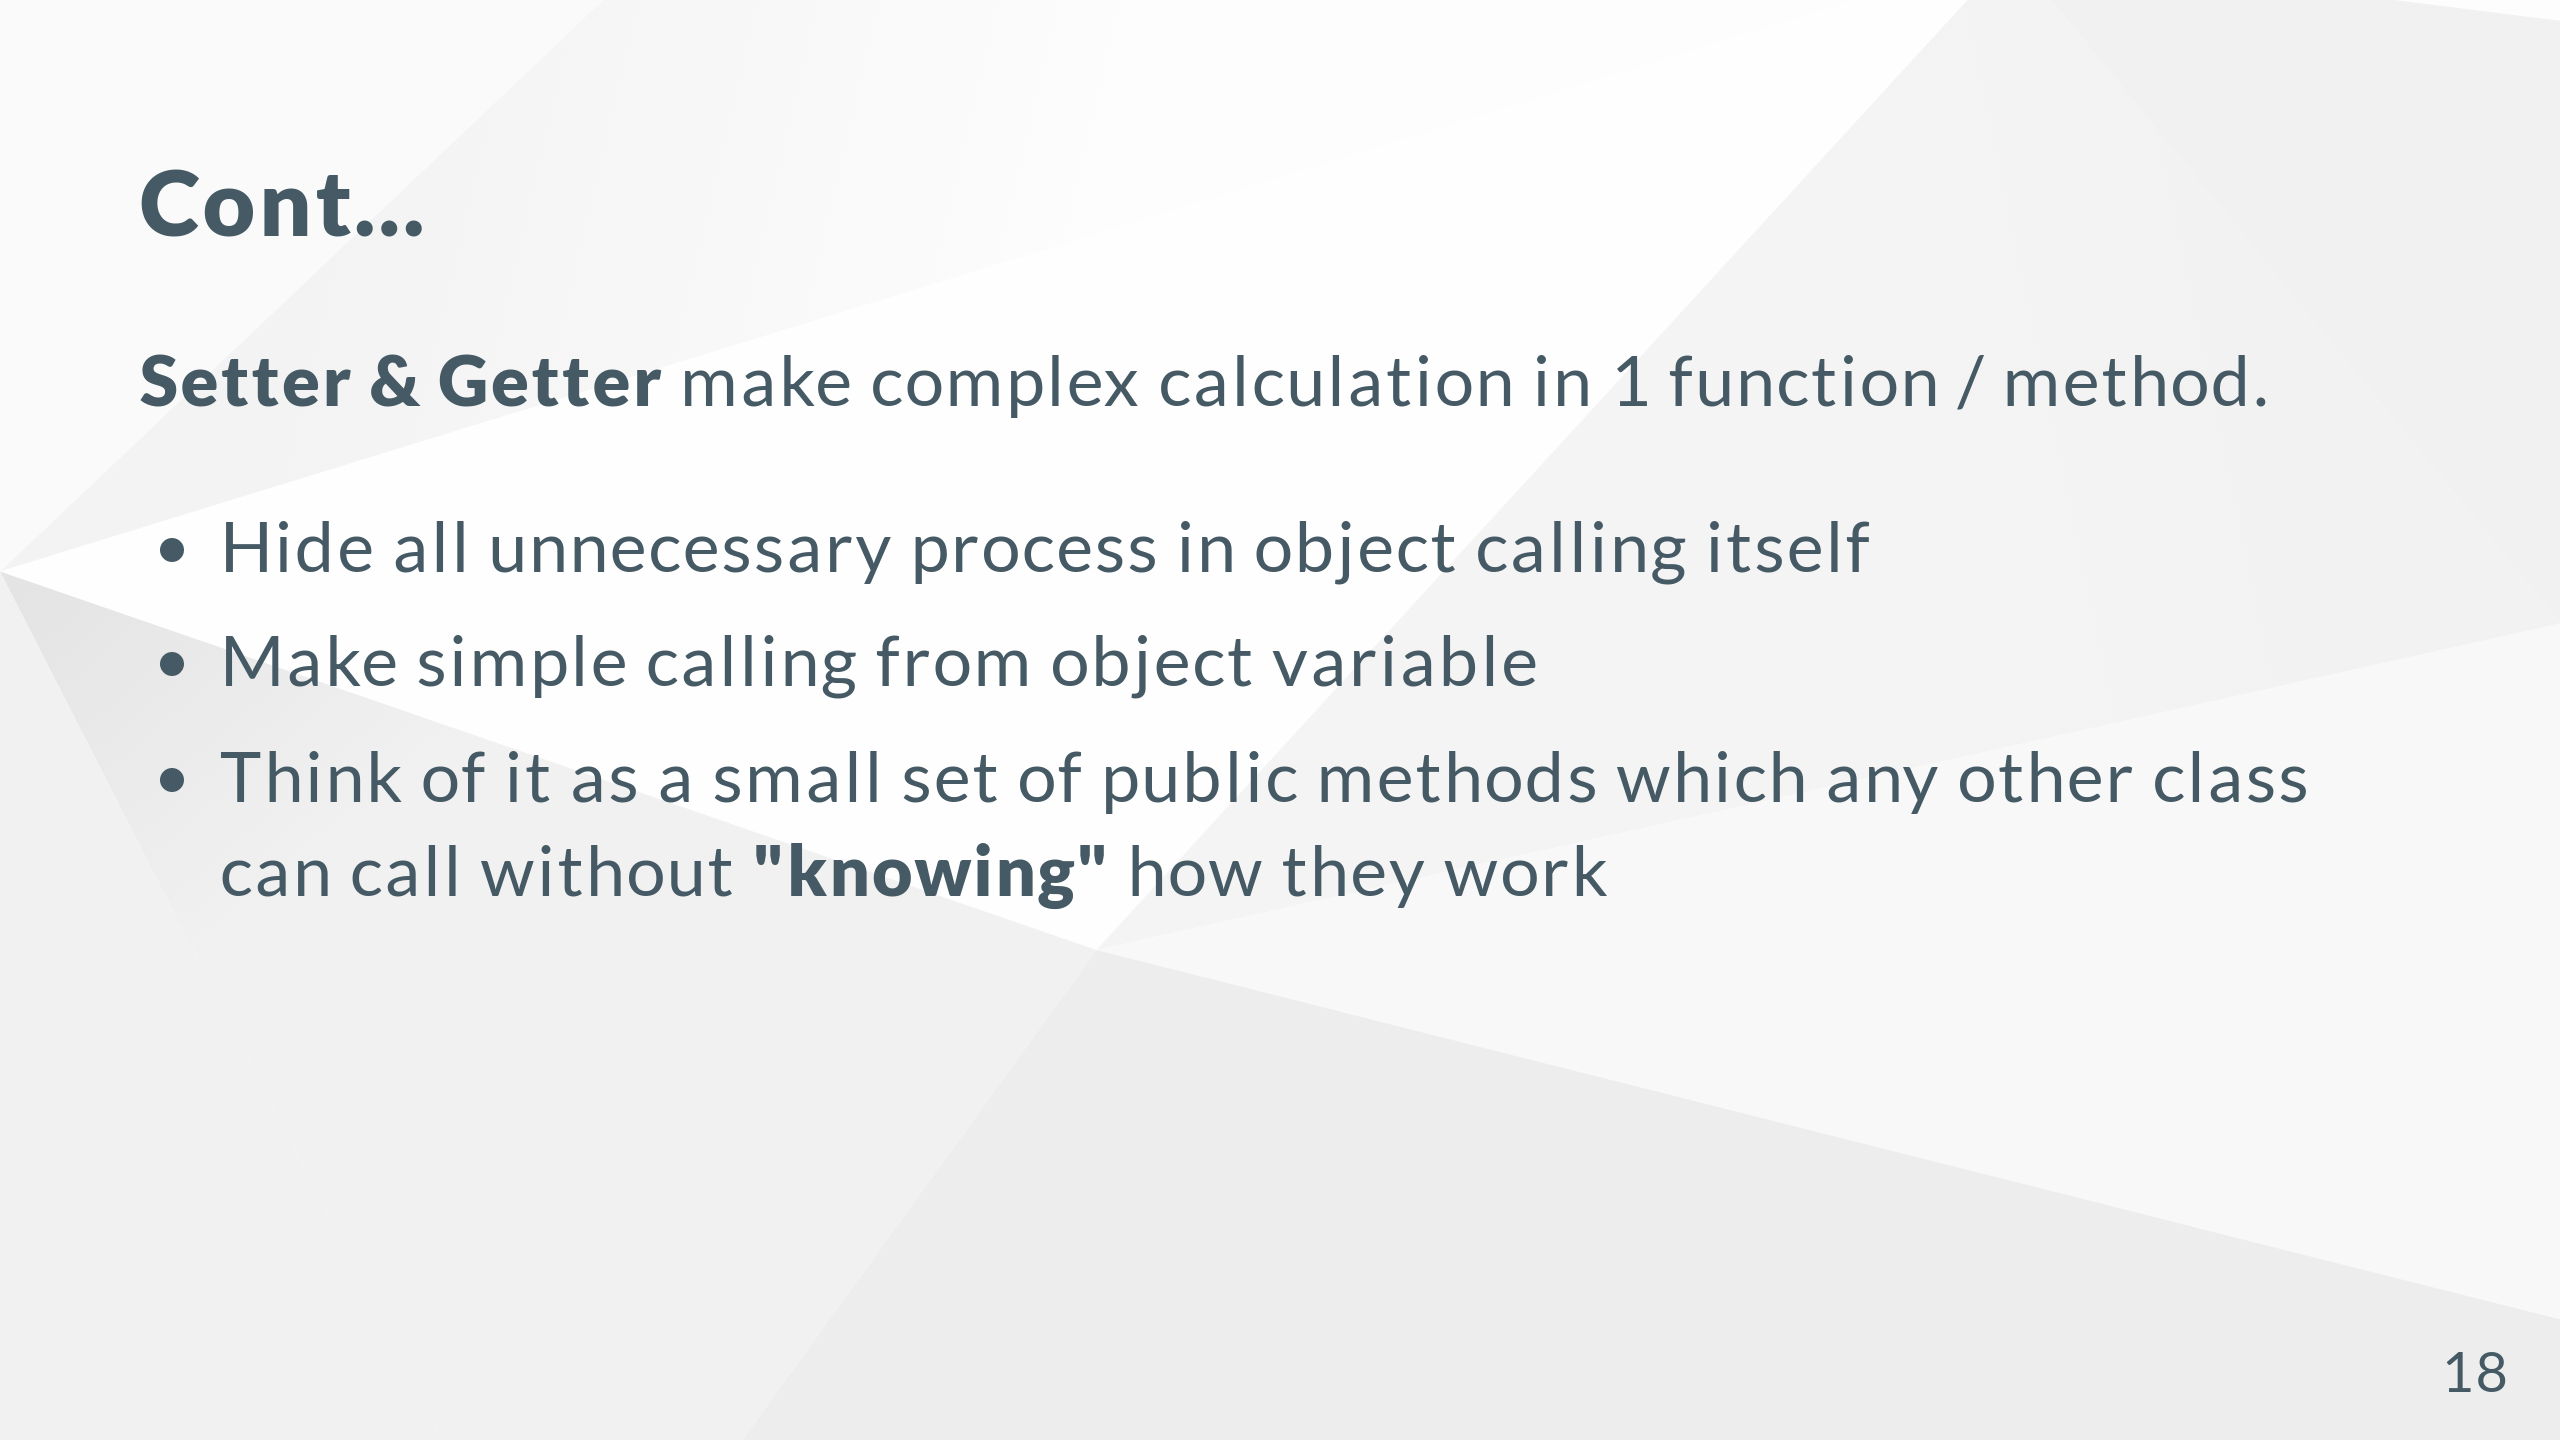 Cont...
Setter & Getter make complex calculation in 1 function / method.
• Hide all unnecessary process in object calling itself
• Make simple calling from object variable
• Think of it as a small set of public methods which any other class
can call without "knowing" how they work
18